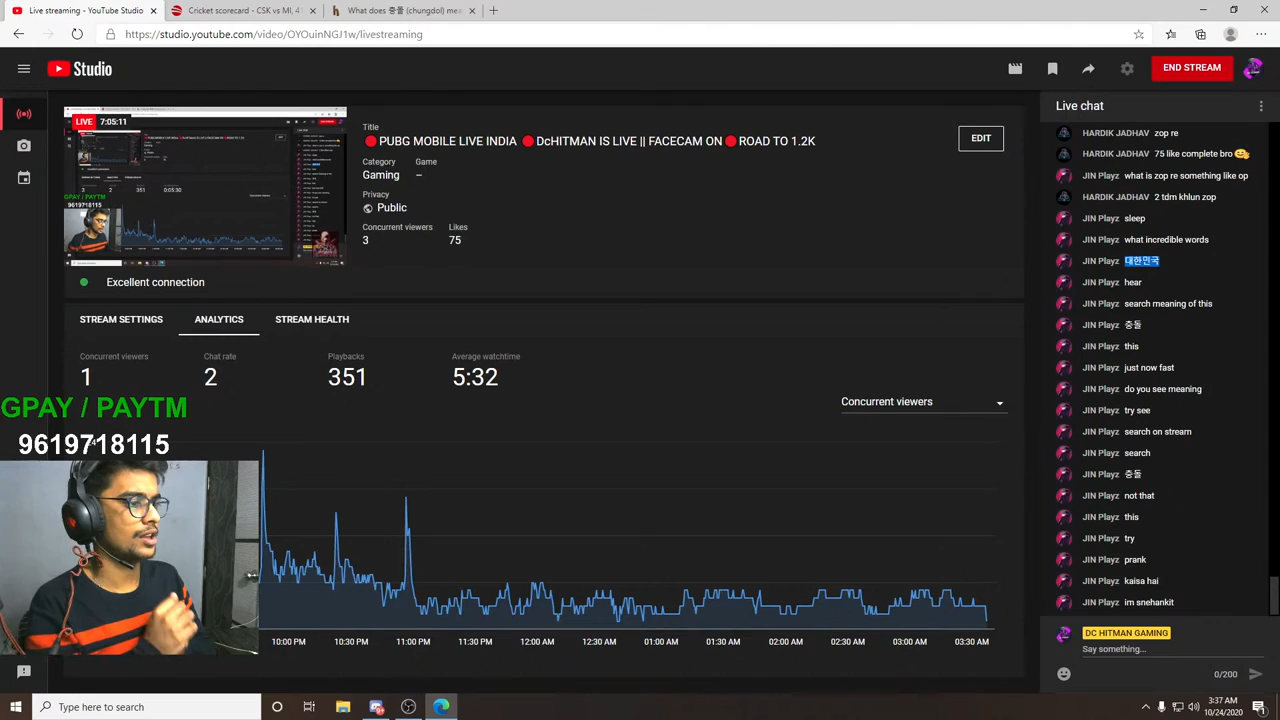 Live streaming - YouTube Studio
Cricket scorecard - CSK vs MI, 4
What does 충돌 (chungdol) mea
https://studio.youtube.com/video/OYOuinNGJ1w/livestreaming
Studio
END STREAM
LIVE 7:05:11
GPAY / PAYTM
9619718115
Title
🔴PUBG MOBILE LIVE INDIA 🔴DcHITMAN IS LIVE || FACECAM ON🔴ROAD TO 1.2K
EDIT
Category
Game
Gaming
–
Privacy
Public
Concurrent viewers
Likes
3
75
Excellent connection
STREAM SETTINGS
ANALYTICS
STREAM HEALTH
Concurrent viewers
Chat rate
Playbacks
Average watchtime
1
2
351
5:32
Concurrent viewers
GPAY / PAYTM
9619718115
10:00 PM
10:30 PM
11:00 PM
11:30 PM
12:00 AM
12:30 AM
01:00 AM
01:30 AM
02:00 AM
02:30 AM
03:00 AM
03:30 AM
Live chat
HARDIK JADHAV zop re
HARDIK JADHAV 75 like complete bro
JIN Playz what is zop re something like op
HARDIK JADHAV 2 tdm khlun zop
JIN Playz sleep
JIN Playz what incredible words
JIN Playz 대한민국
JIN Playz hear
JIN Playz search meaning of this
JIN Playz 충돌
JIN Playz this
JIN Playz just now fast
JIN Playz do you see meaning
JIN Playz try see
JIN Playz search on stream
JIN Playz search
JIN Playz 충돌
JIN Playz not that
JIN Playz this
JIN Playz try
JIN Playz prank
JIN Playz kaisa hai
JIN Playz im snehankit
DC HITMAN GAMING
Say something...
0/200
Type here to search
3:37 AM
10/24/2020